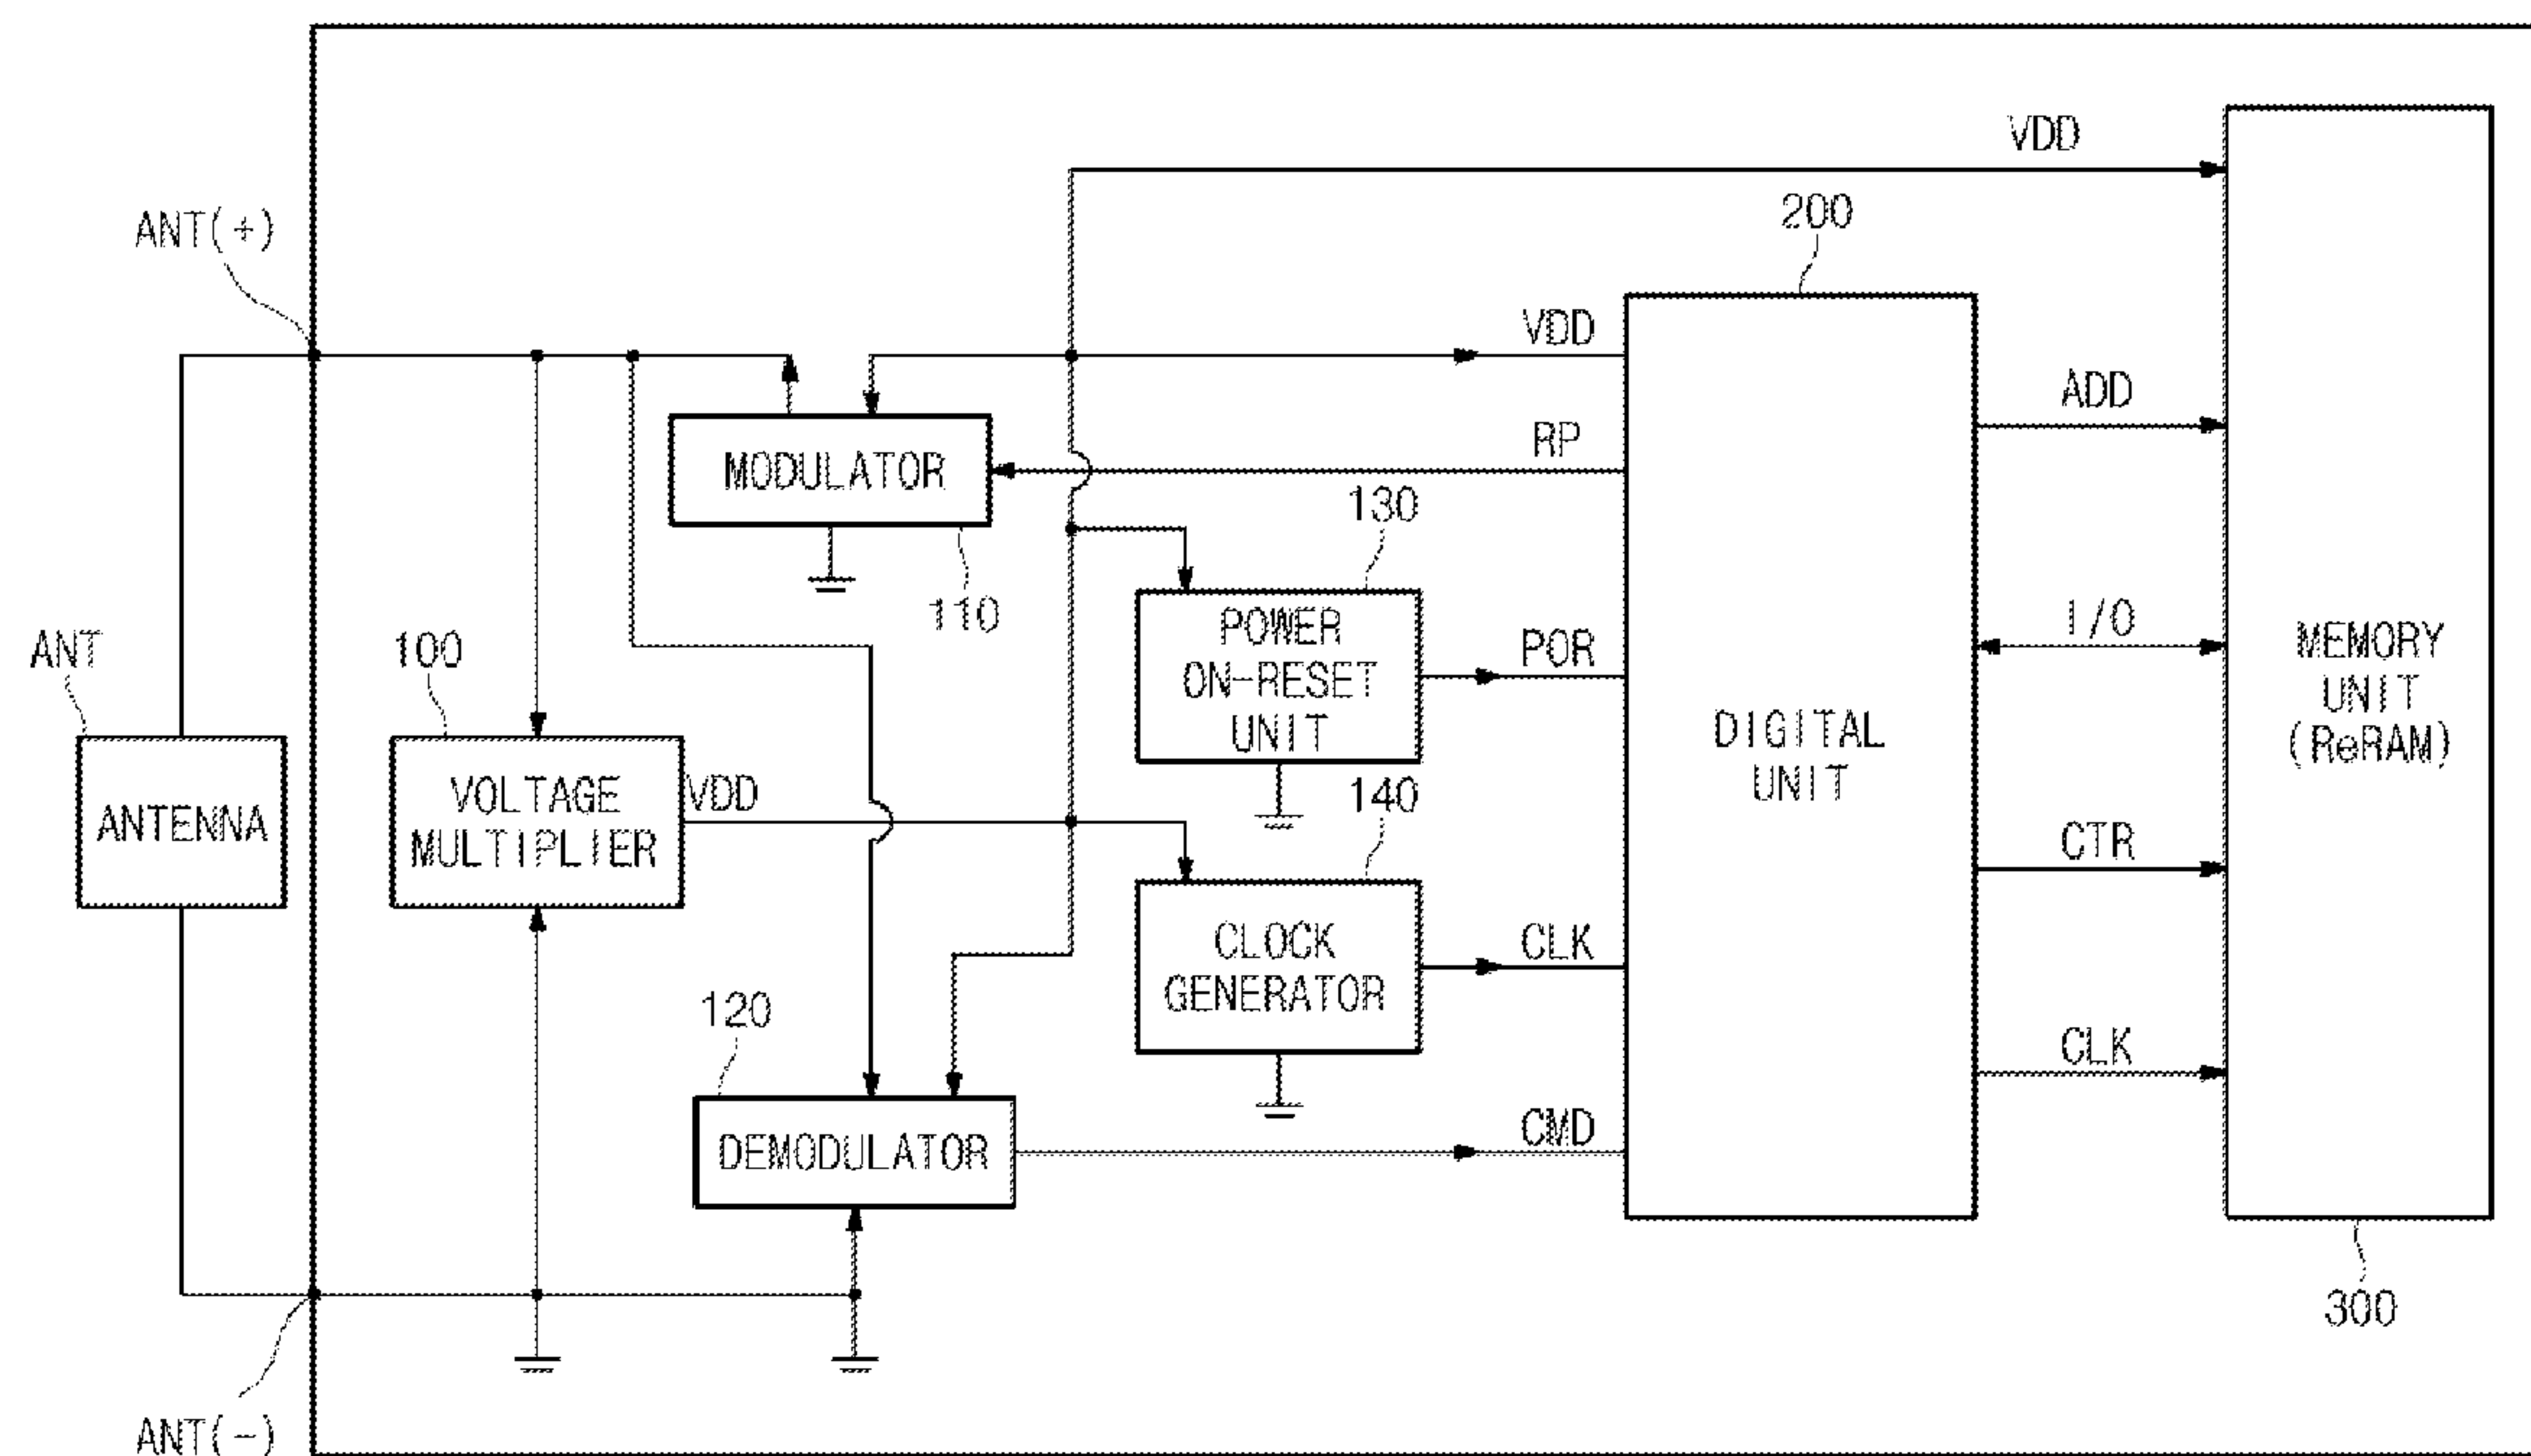 VDD
200
ANT(+)
VDD
ADD
RP
MODULATOR
130
110
POWER
ON-RESET
UNIT
POR
I/O
MEMORY
UNIT
(ReRAM)
ANT
100
DIGITAL
UNIT
ANTENNA
VOLTAGE
MULTIPLIER
VDD
140
CTR
CLOCK
GENERATOR
CLK
120
CLK
DEMODULATOR
CMD
300
ANT(-)